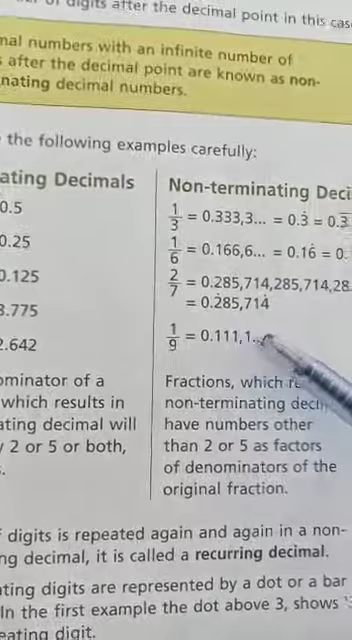 digits after the decimal point in this cas
mal numbers with an infinite number of
after the decimal point are known as non-
nating decimal numbers.
the following examples carefully:
ating Decimals
0.5
0.25
0.125
3.775
2.642
Non-terminating Deci
1/3 = 0.333,3... = 0.3̇ = 0.3̅
1/6 = 0.166,6... = 0.16̇ = 0.
2/7 = 0.285,714,285,714,28
= 0.2̇85,714̇
1/9 = 0.111,1..
ominator of a
which results in
ating decimal will
2 or 5 or both,
Fractions, which
non-terminating deci
have numbers other
than 2 or 5 as factors
of denominators of the
original fraction.
digits is repeated again and again in a non-
ng decimal, it is called a recurring decimal.
ating digits are represented by a dot or a bar
In the first example the dot above 3, shows '3
eating digit.